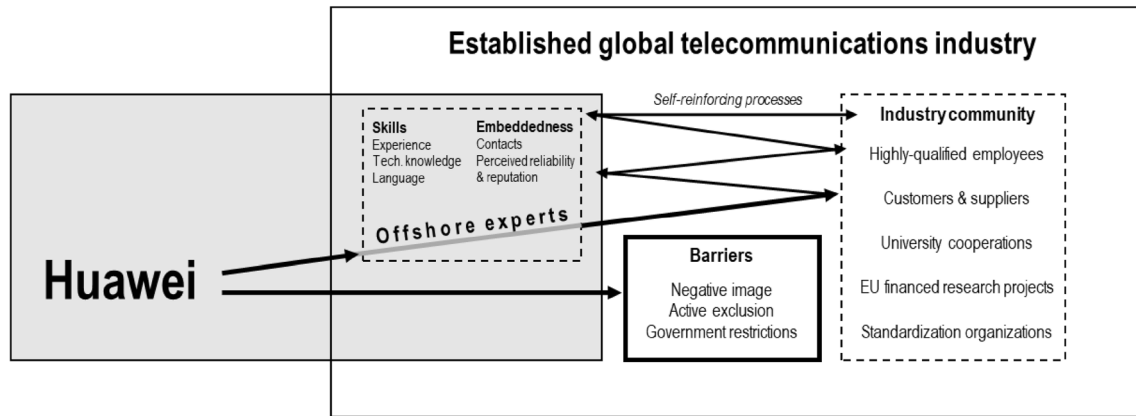 Established global telecommunications industry
Self-reinforcing processes
Skills
Experience
Tech. knowledge
Language
Embeddedness
Contacts
Perceived reliability
& reputation
Offshore experts
Huawei
Barriers
Negative image
Active exclusion
Government restrictions
Industry community
Highly-qualified employees
Customers & suppliers
University cooperations
EU financed research projects
Standardization organizations